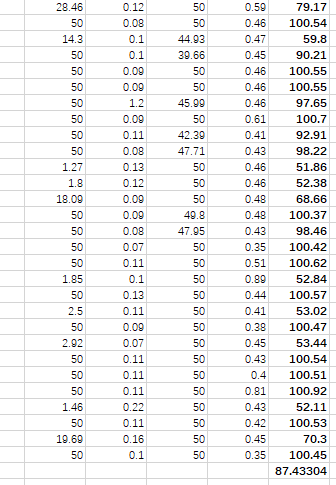 28.46 0.12 50 0.59 79.17
50 0.08 50 0.46 100.54
14.3 0.1 44.93 0.47 59.8
50 0.1 39.66 0.45 90.21
50 0.09 50 0.46 100.55
50 0.09 50 0.46 100.55
50 1.2 45.99 0.46 97.65
50 0.09 50 0.61 100.7
50 0.11 42.39 0.41 92.91
50 0.08 47.71 0.43 98.22
1.27 0.13 50 0.46 51.86
1.8 0.12 50 0.46 52.38
18.09 0.09 50 0.48 68.66
50 0.09 49.8 0.48 100.37
50 0.08 47.95 0.43 98.46
50 0.07 50 0.35 100.42
50 0.11 50 0.51 100.62
1.85 0.1 50 0.89 52.84
50 0.13 50 0.44 100.57
2.5 0.11 50 0.41 53.02
50 0.09 50 0.38 100.47
2.92 0.07 50 0.45 53.44
50 0.11 50 0.43 100.54
50 0.11 50 0.4 100.51
50 0.11 50 0.81 100.92
1.46 0.22 50 0.43 52.11
50 0.11 50 0.42 100.53
19.69 0.16 50 0.45 70.3
50 0.1 50 0.35 100.45
87.43304